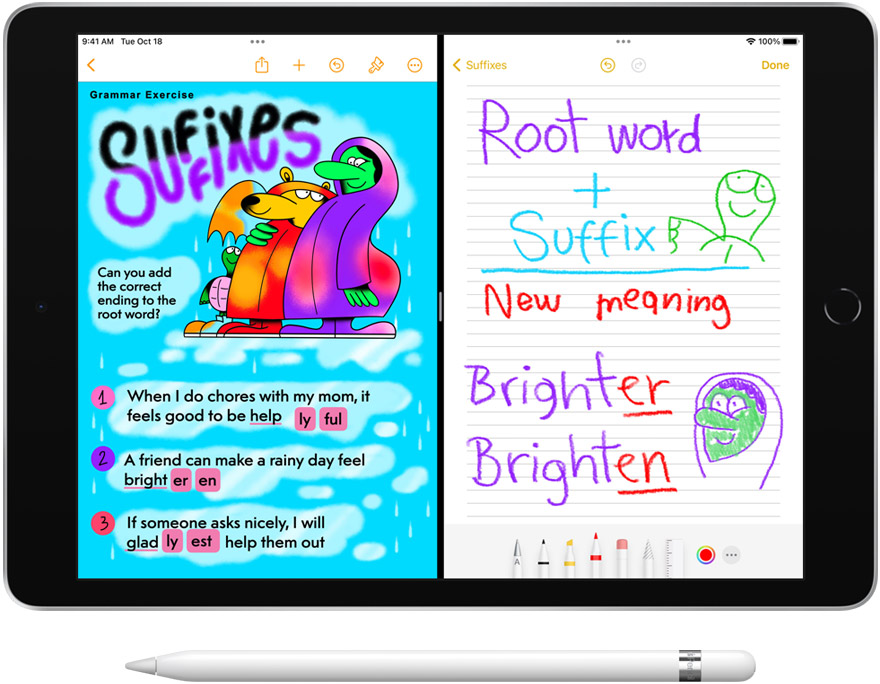 9:41 AM Tue Oct 18
Grammar Exercise
Sufixes
Sufixes
Can you add
the correct
ending to the
root word?
1 When I do chores with my mom, it
feels good to be help ly ful
2 A friend can make a rainy day feel
bright er en
3 If someone asks nicely, I will
glad ly est help them out
100%
Suffixes
Done
Root word
+
Suffix
New meaning
Brighter
Brighten
A